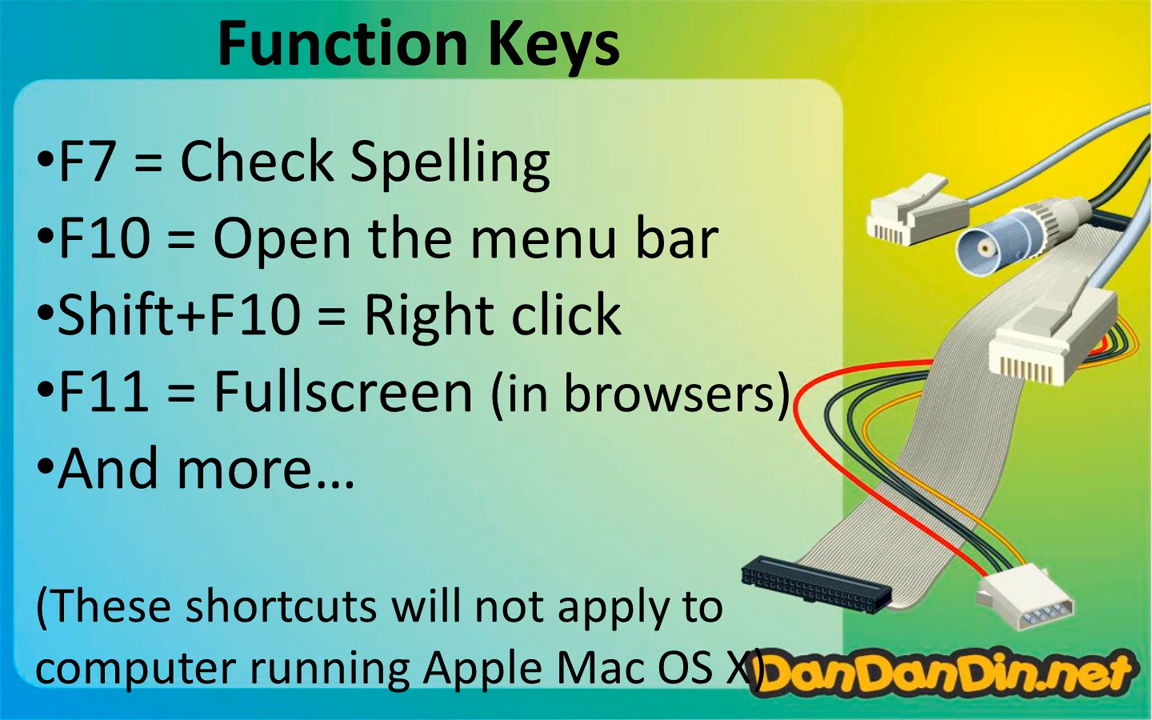 Function Keys
•F7 = Check Spelling
•F10 = Open the menu bar
•Shift+F10 = Right click
•F11 = Fullscreen (in browsers)
•And more…
(These shortcuts will not apply to
computer running Apple Mac OS X)
DanDanDin.net